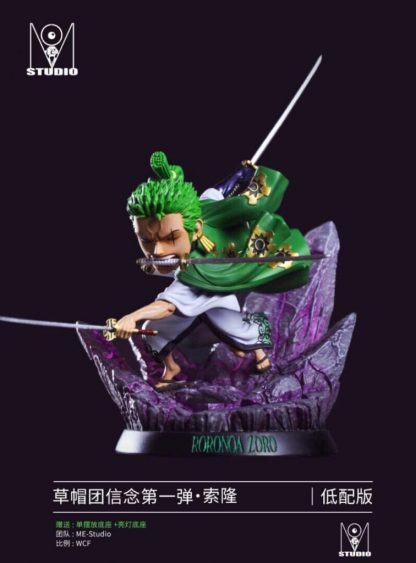 STUDIO
RORONOA ZORO
草帽团信念第一弹·索隆 |低配版
赠送 : 单摆放底座 +亮灯底座
团队 : ME-Studio
比例 : WCF
STUDIO